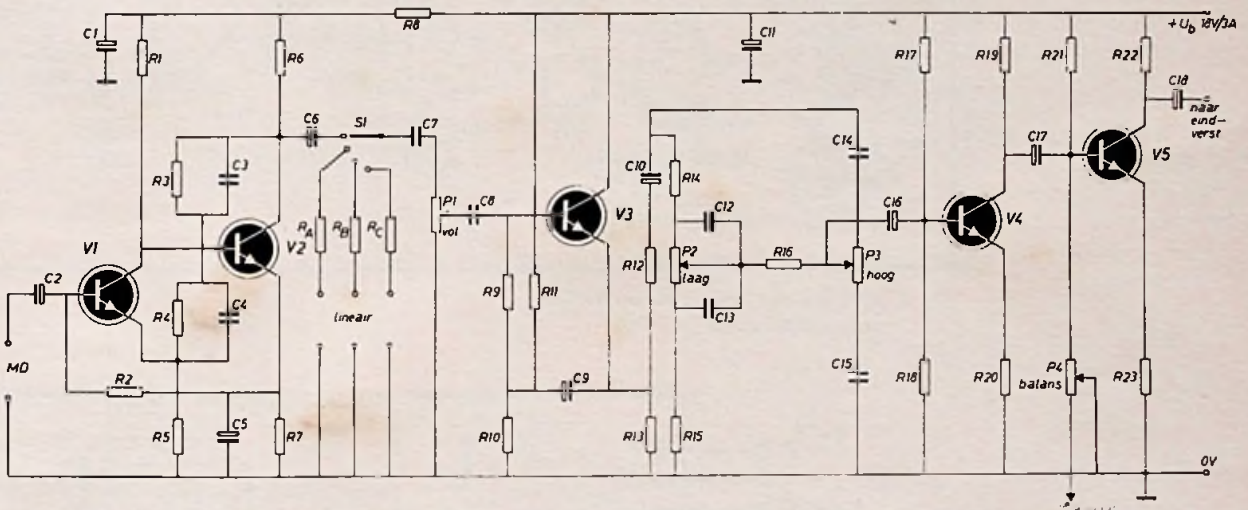 C1
R1
R6
R8
C11
R17
R19
R21
R22
+Ub 18V/3A
C18
naar
eind-
verst
C6
S1
C7
R3
C3
C10
R14
C14
C16
C17
V5
V1
V2
RA
RB
RC
P1
vol
C8
V3
C12
V4
C2
R12
P2
laag
R16
P3
hoog
R4
C4
lineair
R9
R11
C13
MD
R2
C9
C15
R18
R20
P4
balans
R23
R5
C5
R7
R10
R13
R15
0V